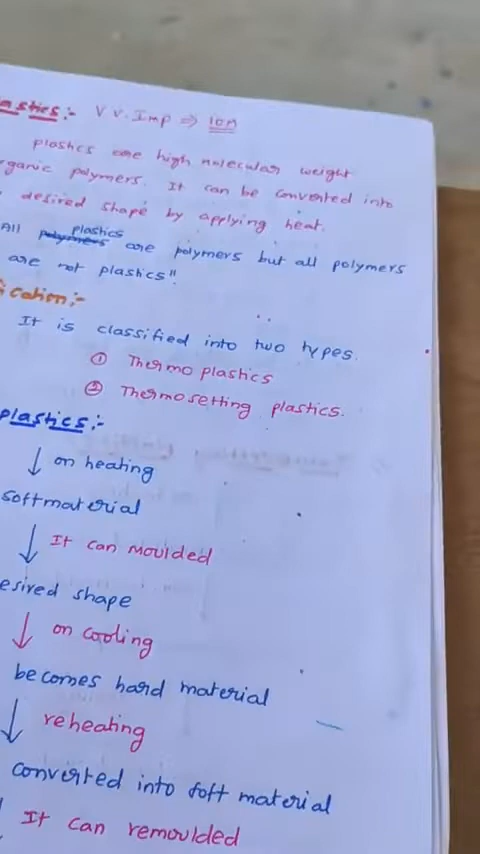 astics:- V V. Imp ⇒ 10M
plastics are high molecular weight
rganic polymers. It can be converted into
desired shape by applying heat.
All polymers plastics are polymers but all polymers
are not plastics"
ication:-
It is classified into two types.
① Thermo plastics
② Thermosetting plastics.
plastics:-
↓ on heating
soft material
↓ It can moulded
esired shape
↓ on cooling
becomes hard material
↓ reheating
converted into soft material
It can remoulded